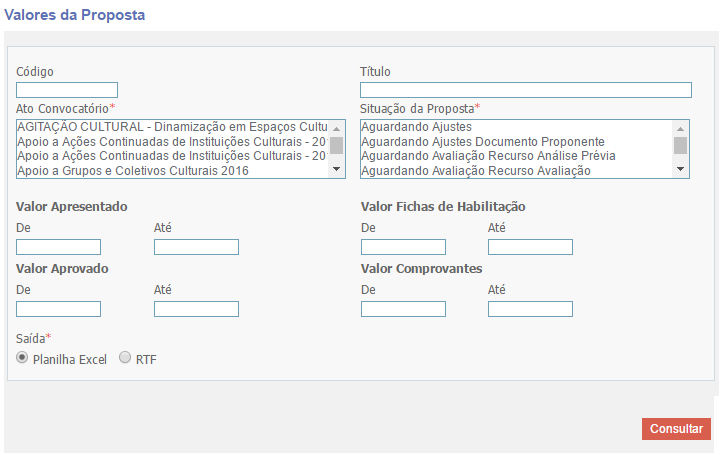 Valores da Proposta
Código Título
Ato Convocatório* Situação da Proposta*
AGITAÇÃO CULTURAL - Dinamização em Espaços Cultu Aguardando Ajustes
Apoio a Ações Continuadas de Instituições Culturais - 20 Aguardando Ajustes Documento Proponente
Apoio a Ações Continuadas de Instituições Culturais - 20 Aguardando Avaliação Recurso Análise Prévia
Apoio a Grupos e Coletivos Culturais 2016 Aguardando Avaliação Recurso Avaliação
Valor Apresentado Valor Fichas de Habilitação
De Até De Até
Valor Aprovado Valor Comprovantes
De Até De Até
Saída*
Planilha Excel RTF
Consultar